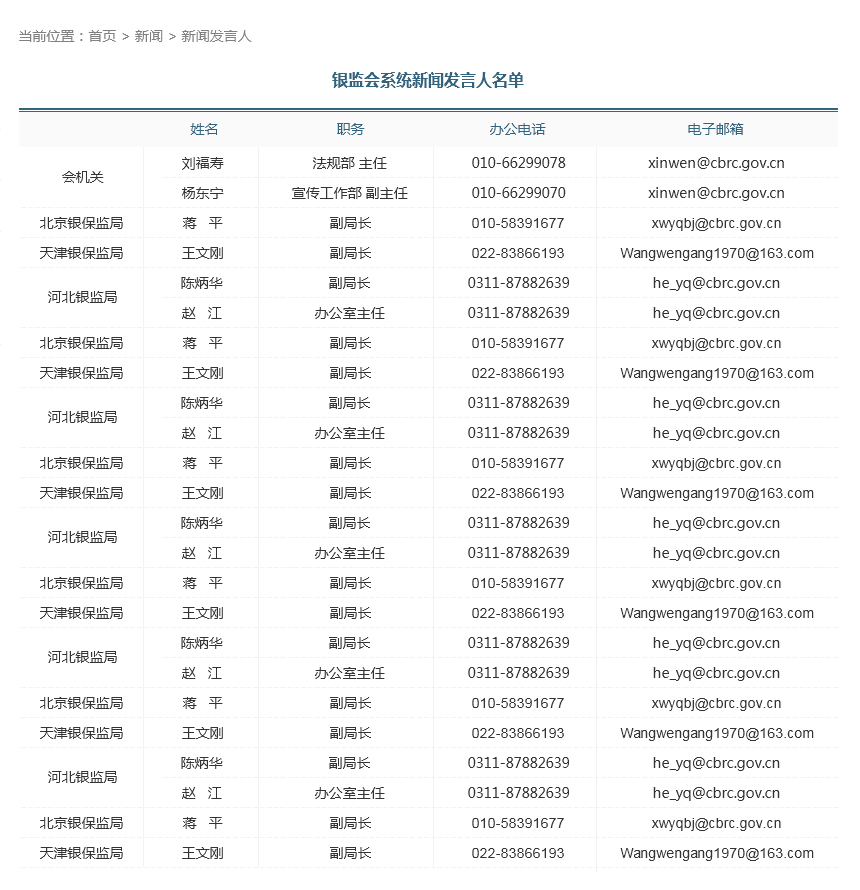 当前位置：首页 > 新闻 > 新闻发言人
银监会系统新闻发言人名单
姓名 职务 办公电话 电子邮箱
会机关 刘福寿 法规部 主任 010-66299078 xinwen@cbrc.gov.cn
杨东宁 宣传工作部 副主任 010-66299070 xinwen@cbrc.gov.cn
北京银保监局 蒋 平 副局长 010-58391677 xwyqbj@cbrc.gov.cn
天津银保监局 王文刚 副局长 022-83866193 Wangwengang1970@163.com
河北银监局 陈炳华 副局长 0311-87882639 he_yq@cbrc.gov.cn
赵 江 办公室主任 0311-87882639 he_yq@cbrc.gov.cn
北京银保监局 蒋 平 副局长 010-58391677 xwyqbj@cbrc.gov.cn
天津银保监局 王文刚 副局长 022-83866193 Wangwengang1970@163.com
河北银监局 陈炳华 副局长 0311-87882639 he_yq@cbrc.gov.cn
赵 江 办公室主任 0311-87882639 he_yq@cbrc.gov.cn
北京银保监局 蒋 平 副局长 010-58391677 xwyqbj@cbrc.gov.cn
天津银保监局 王文刚 副局长 022-83866193 Wangwengang1970@163.com
河北银监局 陈炳华 副局长 0311-87882639 he_yq@cbrc.gov.cn
赵 江 办公室主任 0311-87882639 he_yq@cbrc.gov.cn
北京银保监局 蒋 平 副局长 010-58391677 xwyqbj@cbrc.gov.cn
天津银保监局 王文刚 副局长 022-83866193 Wangwengang1970@163.com
河北银监局 陈炳华 副局长 0311-87882639 he_yq@cbrc.gov.cn
赵 江 办公室主任 0311-87882639 he_yq@cbrc.gov.cn
北京银保监局 蒋 平 副局长 010-58391677 xwyqbj@cbrc.gov.cn
天津银保监局 王文刚 副局长 022-83866193 Wangwengang1970@163.com
河北银监局 陈炳华 副局长 0311-87882639 he_yq@cbrc.gov.cn
赵 江 办公室主任 0311-87882639 he_yq@cbrc.gov.cn
北京银保监局 蒋 平 副局长 010-58391677 xwyqbj@cbrc.gov.cn
天津银保监局 王文刚 副局长 022-83866193 Wangwengang1970@163.com